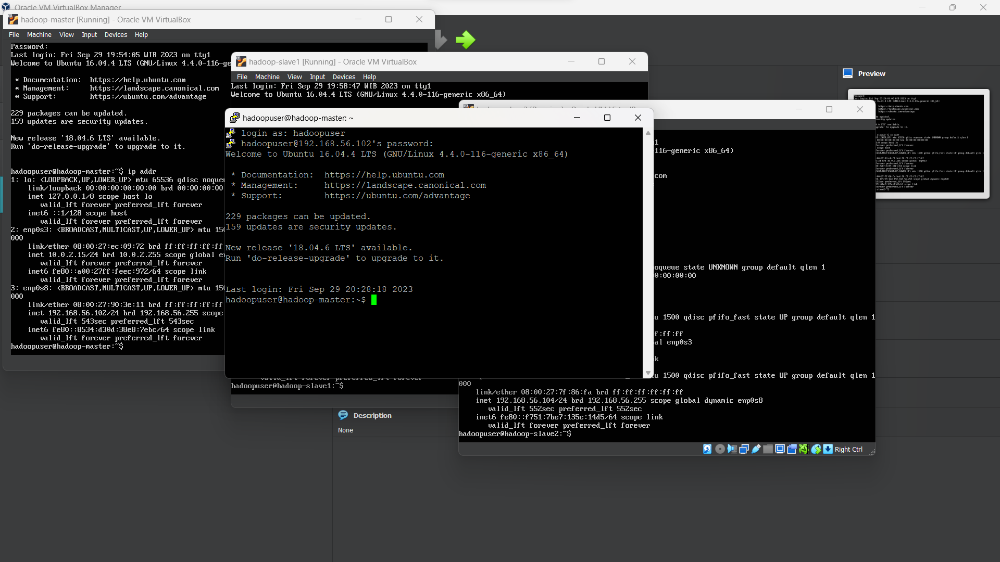 Oracle VM VirtualBox Manager
hadoop-master [Running] - Oracle VM VirtualBox
File Machine View Input Devices Help
Password:
Last login: Fri Sep 29 19:54:05 WIB 2023 on tty1
Welcome to Ubuntu 16.04.4 LTS (GNU/Linux 4.4.0-116-ge
* Documentation: https://help.ubuntu.com
* Management: https://landscape.canonical.com
* Support: https://ubuntu.com/advantage
229 packages can be updated.
159 updates are security updates.
New release '18.04.6 LTS' available.
Run 'do-release-upgrade' to upgrade to it.
hadoopuser@hadoop-master:~$ ip addr
1: lo: <LOOPBACK,UP,LOWER_UP> mtu 65536 qdisc noqueu
link/loopback 00:00:00:00:00:00 brd 00:00:00:00
inet 127.0.0.1/8 scope host lo
valid_lft forever preferred_lft forever
inet6 ::1/128 scope host
valid_lft forever preferred_lft forever
2: enp0s3: <BROADCAST,MULTICAST,UP,LOWER_UP> mtu 150
000
link/ether 08:00:27:ec:09:72 brd ff:ff:ff:ff:ff
inet 10.0.2.15/24 brd 10.0.2.255 scope global en
valid_lft forever preferred_lft forever
inet6 fe80::a00:27ff:feec:972/64 scope link
valid_lft forever preferred_lft forever
3: enp0s8: <BROADCAST,MULTICAST,UP,LOWER_UP> mtu 150
000
link/ether 08:00:27:90:3e:11 brd ff:ff:ff:ff:ff
inet 192.168.56.102/24 brd 192.168.56.255 scope
valid_lft 543sec preferred_lft 543sec
inet6 fe80::8534:d30d:38e8:7ebc/64 scope link
valid_lft forever preferred_lft forever
hadoopuser@hadoop-master:~$
hadoop-slave1 [Running] - Oracle VM VirtualBox
File Machine View Input Devices Help
Last login: Fri Sep 29 19:58:47 WIB 2023 on tty1
Welcome to Ubuntu 16.04.4 LTS (GNU/Linux 4.4.0-116-generic x86_64)
hadoopuser@hadoop-slave1:~$
hadoopuser@hadoop-master: ~
login as: hadoopuser
hadoopuser@192.168.56.102's password:
Welcome to Ubuntu 16.04.4 LTS (GNU/Linux 4.4.0-116-generic x86_64)
* Documentation: https://help.ubuntu.com
* Management: https://landscape.canonical.com
* Support: https://ubuntu.com/advantage
229 packages can be updated.
159 updates are security updates.
New release '18.04.6 LTS' available.
Run 'do-release-upgrade' to upgrade to it.
Last login: Fri Sep 29 20:28:18 2023
hadoopuser@hadoop-master:~$
1
116-generic x86_64)
com
oqueue state UNKNOWN group default qlen 1
0:00:00:00
u 1500 qdisc pfifo_fast state UP group default qlen 1
f:ff:ff
al enp0s3
k
u 1500 qdisc pfifo_fast state UP group default qlen 1
000
link/ether 08:00:27:7f:86:fa brd ff:ff:ff:ff:ff:ff
inet 192.168.56.104/24 brd 192.168.56.255 scope global dynamic enp0s8
valid_lft 552sec preferred_lft 552sec
inet6 fe80::f751:7be7:135c:14d5/64 scope link
valid_lft forever preferred_lft forever
hadoopuser@hadoop-slave2:~$
Right Ctrl
Preview
Description
None